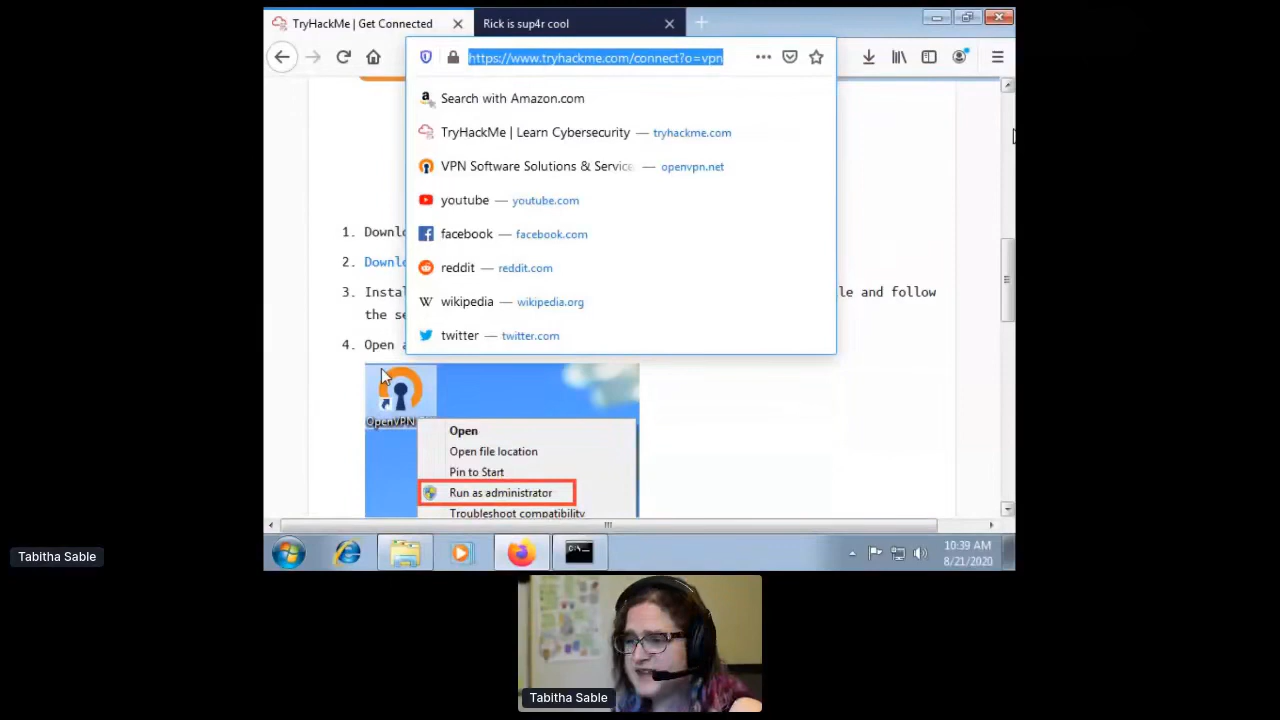 TryHackMe | Get Connected
Rick is sup4r cool
https://www.tryhackme.com/connect?o=vpn
Search with Amazon.com
TryHackMe | Learn Cybersecurity — tryhackme.com
VPN Software Solutions & Service — openvpn.net
youtube — youtube.com
facebook — facebook.com
reddit — reddit.com
wikipedia — wikipedia.org
twitter — twitter.com
1. Downl
2. Downl
3. Instal le and follow
the se
4. Open a
OpenVPN
Open
Open file location
Pin to Start
Run as administrator
Troubleshoot compatibility
10:39 AM
8/21/2020
Tabitha Sable
Tabitha Sable